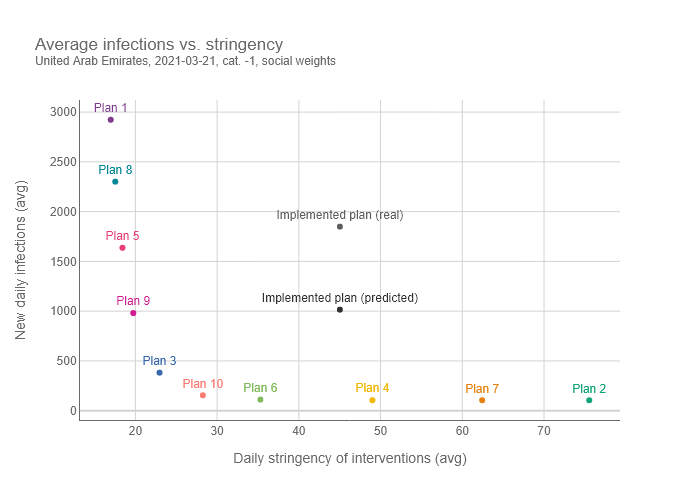 Average infections vs. stringency
United Arab Emirates, 2021-03-21, cat. -1, social weights
New daily infections (avg)
3000
2500
2000
1500
1000
500
0
Plan 1
Plan 8
Implemented plan (real)
Plan 5
Implemented plan (predicted)
Plan 9
Plan 3
Plan 10
Plan 6
Plan 4
Plan 7
Plan 2
20 30 40 50 60 70
Daily stringency of interventions (avg)